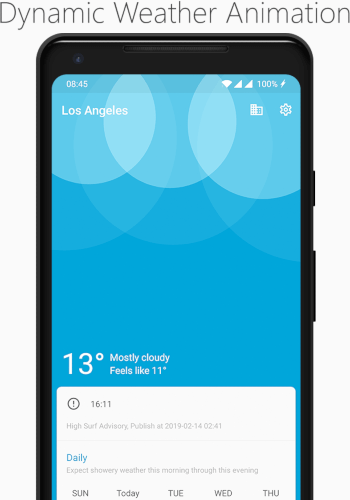 Dynamic Weather Animation
08:45 100%
Los Angeles
13° Mostly cloudy
Feels like 11°
16:11
High Surf Advisory, Publish at 2019-02-14 02:41
Daily
Expect showery weather this morning through this evening
SUN Today TUE WED THU